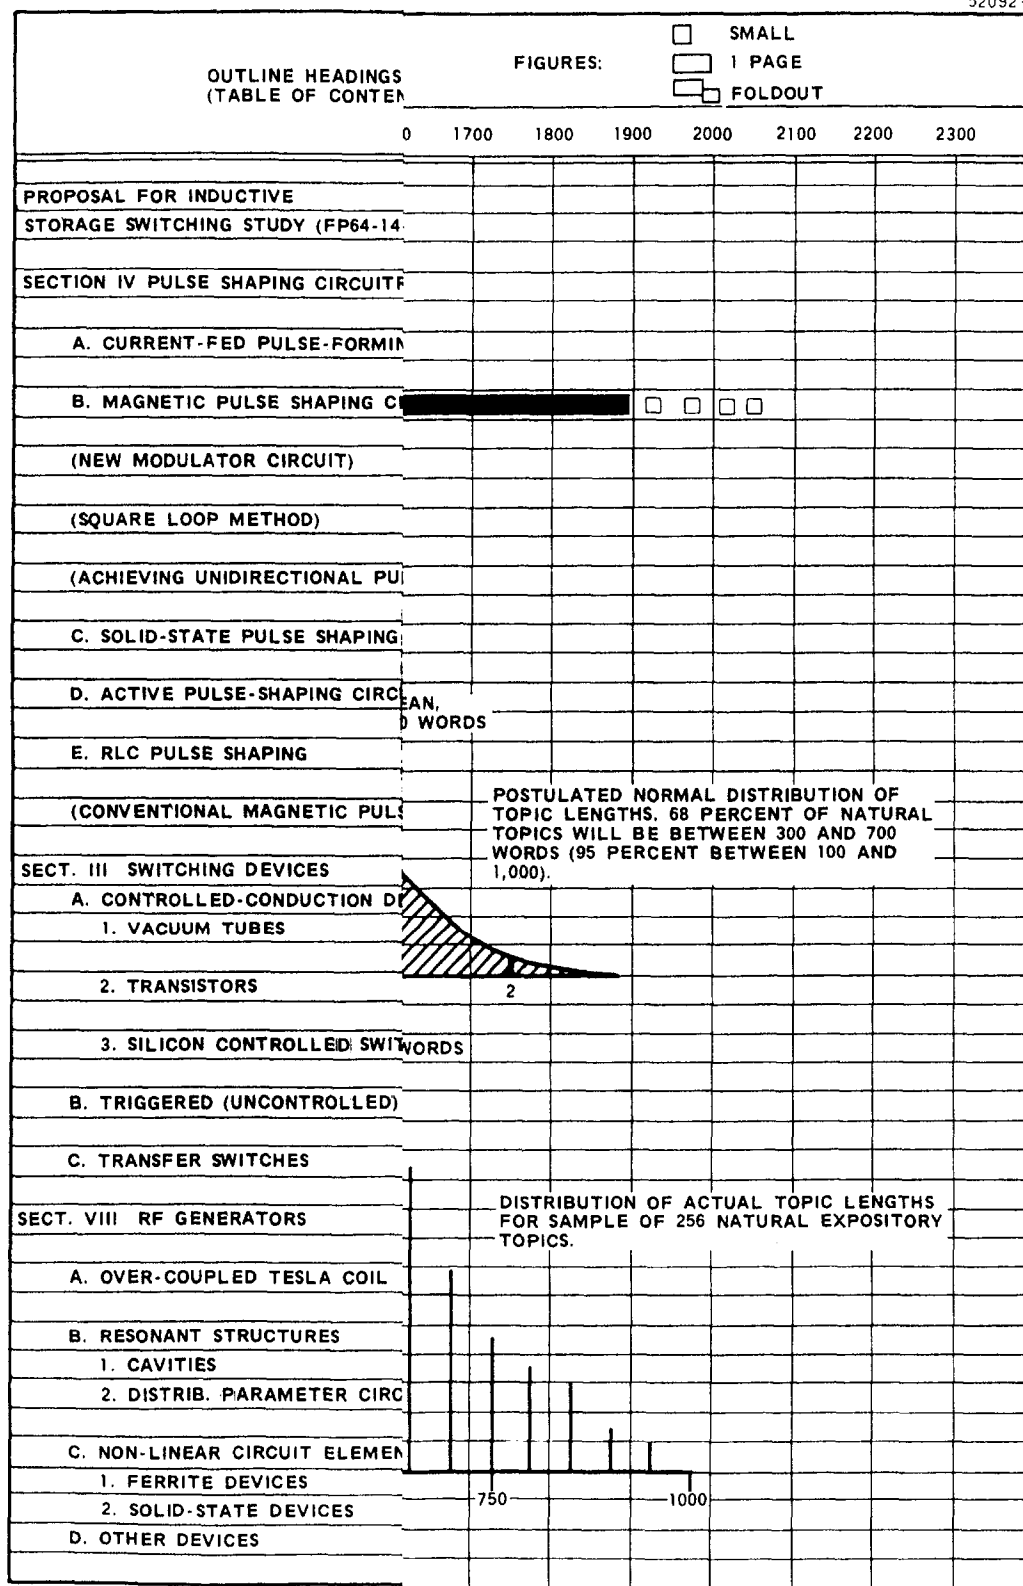 52092
FIGURES:
SMALL
1 PAGE
FOLDOUT
OUTLINE HEADINGS
(TABLE OF CONTEN
0 1700 1800 1900 2000 2100 2200 2300
PROPOSAL FOR INDUCTIVE
STORAGE SWITCHING STUDY (FP64-14
SECTION IV PULSE SHAPING CIRCUITR
A. CURRENT-FED PULSE-FORMIN
B. MAGNETIC PULSE SHAPING CI
(NEW MODULATOR CIRCUIT)
(SQUARE LOOP METHOD)
(ACHIEVING UNIDIRECTIONAL PU
C. SOLID-STATE PULSE SHAPING
D. ACTIVE PULSE-SHAPING CIRC
EAN,
0 WORDS
E. RLC PULSE SHAPING
(CONVENTIONAL MAGNETIC PULS
POSTULATED NORMAL DISTRIBUTION OF
TOPIC LENGTHS. 68 PERCENT OF NATURAL
TOPICS WILL BE BETWEEN 300 AND 700
WORDS (95 PERCENT BETWEEN 100 AND
1,000).
SECT. III SWITCHING DEVICES
A. CONTROLLED-CONDUCTION DE
1. VACUUM TUBES
2. TRANSISTORS
2
3. SILICON CONTROLLED SWIT
WORDS
B. TRIGGERED (UNCONTROLLED)
C. TRANSFER SWITCHES
SECT. VIII RF GENERATORS
DISTRIBUTION OF ACTUAL TOPIC LENGTHS
FOR SAMPLE OF 256 NATURAL EXPOSITORY
TOPICS.
A. OVER-COUPLED TESLA COIL
B. RESONANT STRUCTURES
1. CAVITIES
2. DISTRIB. PARAMETER CIRC
C. NON-LINEAR CIRCUIT ELEMEN
1. FERRITE DEVICES
2. SOLID-STATE DEVICES
750 1000
D. OTHER DEVICES